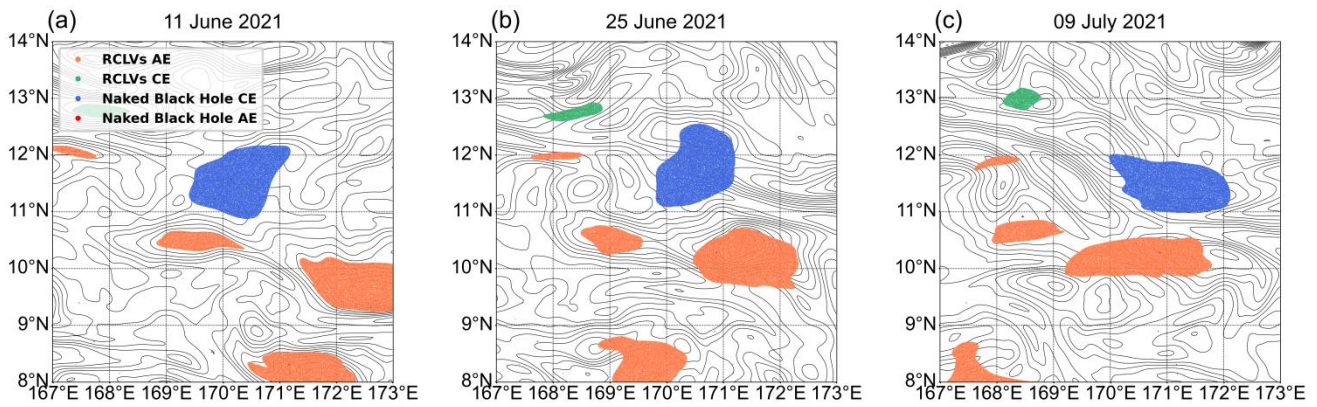 (a)
11 June 2021
14°N
13°N
12°N
11°N
10°N
9°N
8°N
167°E 168°E 169°E 170°E 171°E 172°E 173°E
RCLVs AE
RCLVs CE
Naked Black Hole CE
Naked Black Hole AE
(b)
25 June 2021
14°N
13°N
12°N
11°N
10°N
9°N
8°N
167°E 168°E 169°E 170°E 171°E 172°E 173°E
(c)
09 July 2021
14°N
13°N
12°N
11°N
10°N
9°N
8°N
167°E 168°E 169°E 170°E 171°E 172°E 173°E